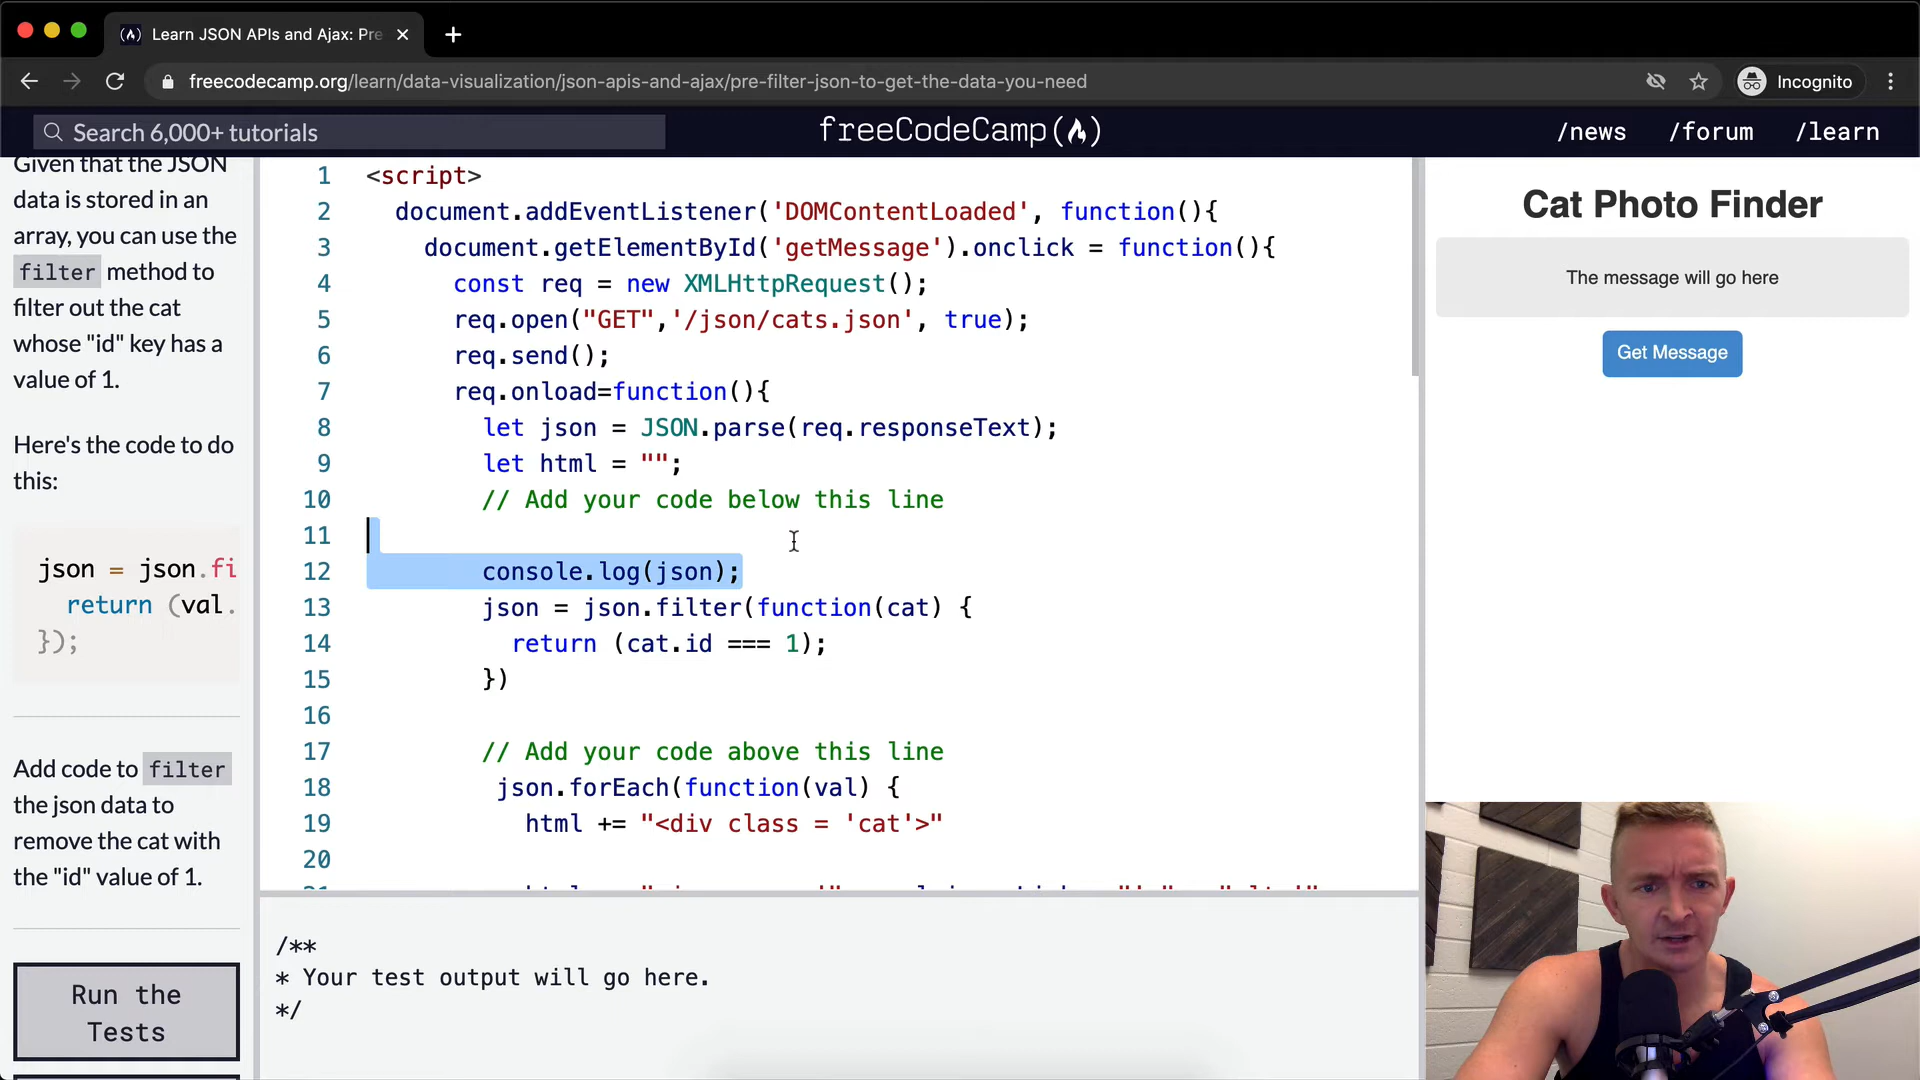 Learn JSON APIs and Ajax: Pre
freecodecamp.org/learn/data-visualization/json-apis-and-ajax/pre-filter-json-to-get-the-data-you-need
Incognito
Search 6,000+ tutorials
freeCodeCamp
/news
/forum
/learn
Given that the JSON
data is stored in an
array, you can use the
filter method to
filter out the cat
whose "id" key has a
value of 1.
Here's the code to do
this:
json = json.fi
return (val.
});
Add code to filter
the json data to
remove the cat with
the "id" value of 1.
Run the
Tests
1 <script>
2 document.addEventListener('DOMContentLoaded', function(){
3 document.getElementById('getMessage').onclick = function(){
4 const req = new XMLHttpRequest();
5 req.open("GET",'/json/cats.json', true);
6 req.send();
7 req.onload=function(){
8 let json = JSON.parse(req.responseText);
9 let html = "";
10 // Add your code below this line
11
12 console.log(json);
13 json = json.filter(function(cat) {
14 return (cat.id === 1);
15 })
16
17 // Add your code above this line
18 json.forEach(function(val) {
19 html += "<div class = 'cat'>"
20
/**
* Your test output will go here.
*/
Cat Photo Finder
The message will go here
Get Message